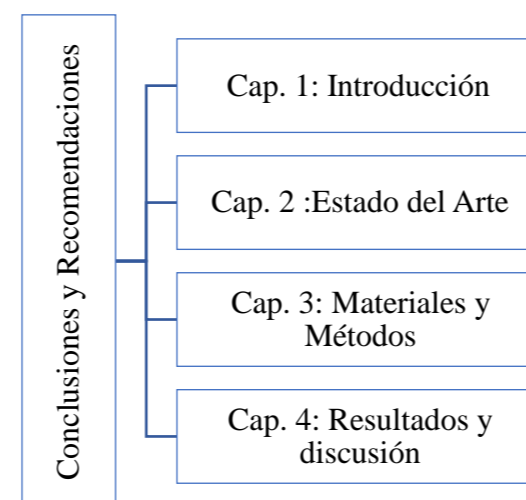 Conclusiones y Recomendaciones
Cap. 1: Introducción
Cap. 2 :Estado del Arte
Cap. 3: Materiales y
Métodos
Cap. 4: Resultados y
discusión